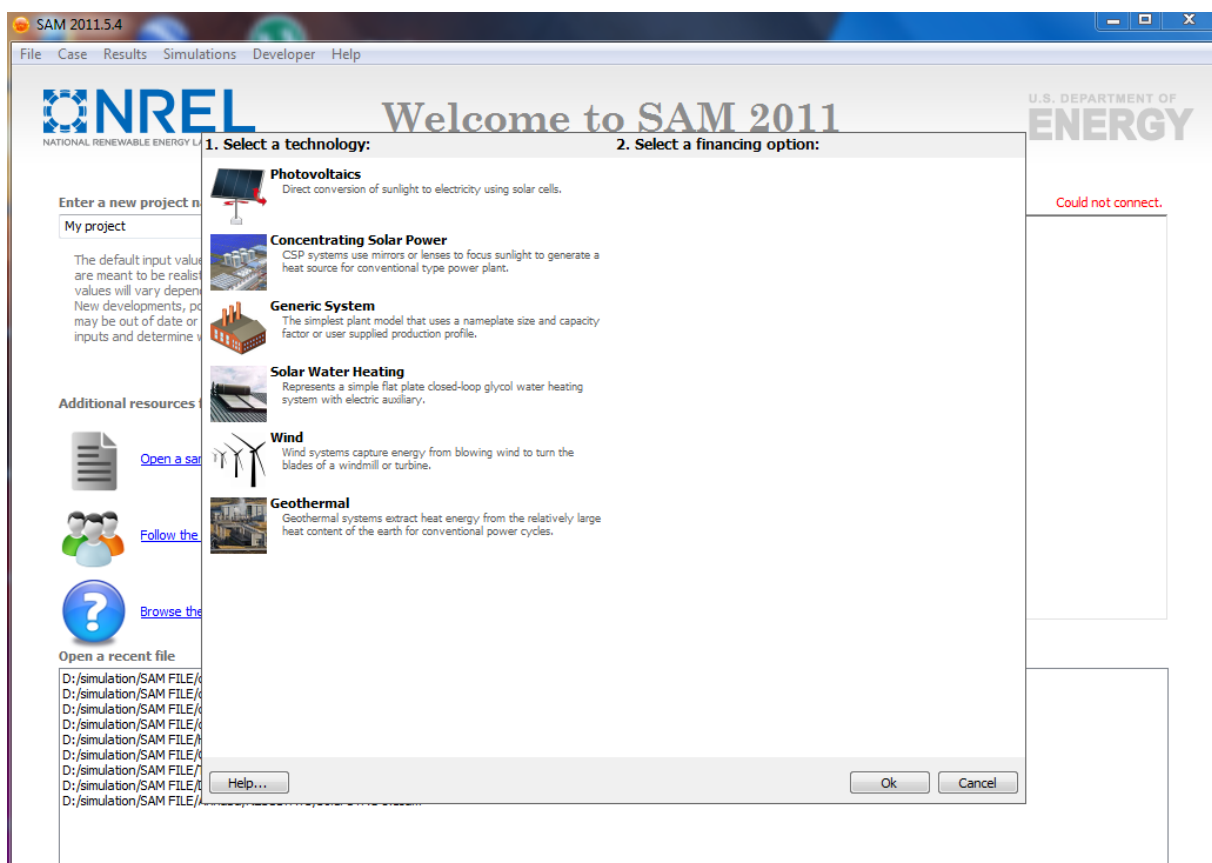 SAM 2011.5.4
File Case Results Simulations Developer Help
NREL
NATIONAL RENEWABLE ENERGY
Welcome to SAM 2011
U.S. DEPARTMENT OF
ENERGY
1. Select a technology:
2. Select a financing option:
Photovoltaics
Direct conversion of sunlight to electricity using solar cells.
Enter a new project
Could not connect.
My project
Concentrating Solar Power
CSP systems use mirrors or lenses to focus sunlight to generate a
heat source for conventional type power plant.
The default input
are meant to be
values will vary
New developments,
may be out of date or
inputs and determine
Generic System
The simplest plant model that uses a nameplate size and capacity
factor or user supplied production profile.
Solar Water Heating
Represents a simple flat plate closed-loop glycol water heating
system with electric auxiliary.
Additional resources
Wind
Wind systems capture energy from blowing wind to turn the
blades of a windmill or turbine.
Open a
Geothermal
Geothermal systems extract heat energy from the relatively large
heat content of the earth for conventional power cycles.
Follow the
Browse the
Open a recent file
D:/simulation/SAM FILE/
D:/simulation/SAM FILE/
D:/simulation/SAM FILE/
D:/simulation/SAM FILE/
D:/simulation/SAM FILE/
D:/simulation/SAM FILE/
D:/simulation/SAM FILE/
D:/simulation/SAM FILE/
D:/simulation/SAM FILE/
Help...
Ok
Cancel